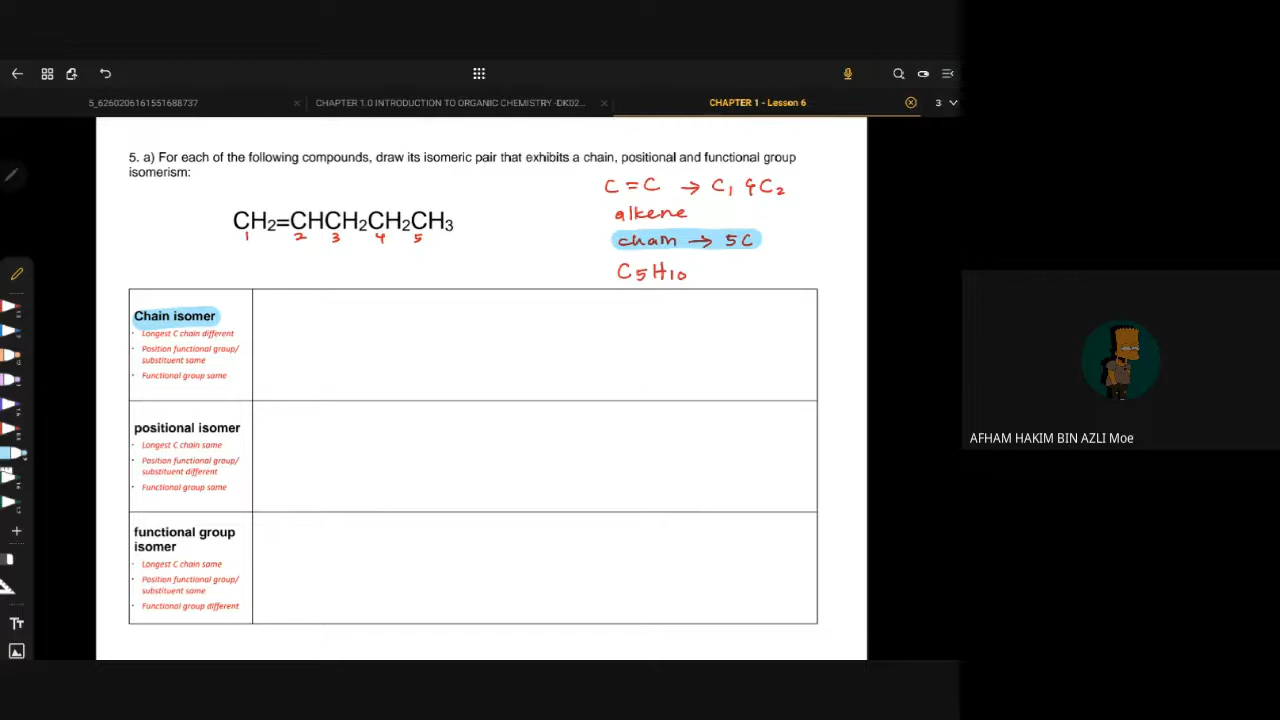 5_6260206161551688737
CHAPTER 1.0 INTRODUCTION TO ORGANIC CHEMISTRY -DK02...
CHAPTER 1 - Lesson 6
3
5. a) For each of the following compounds, draw its isomeric pair that exhibits a chain, positional and functional group
isomerism:
C = C → C₁ & C₂
alkene
chain → 5C
C₅H₁₀
CH₂=CHCH₂CH₂CH₃
1 2 3 4 5
Chain isomer
· Longest C chain different
· Position functional group/
substituent same
· Functional group same
positional isomer
· Longest C chain same
· Position functional group/
substituent different
· Functional group same
functional group
isomer
· Longest C chain same
· Position functional group/
substituent same
· Functional group different
Tт
AFHAM HAKIM BIN AZLI Moe